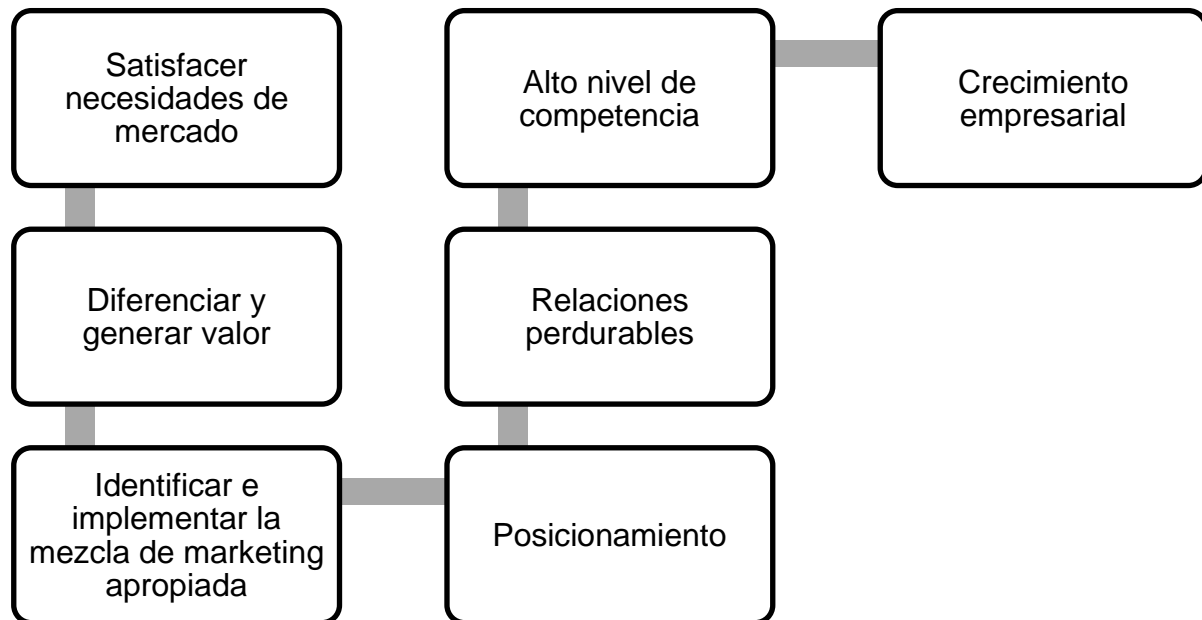 Satisfacer
necesidades de
mercado
Diferenciar y
generar valor
Identificar e
implementar la
mezcla de marketing
apropiada
Posicionamiento
Relaciones
perdurables
Alto nivel de
competencia
Crecimiento
empresarial